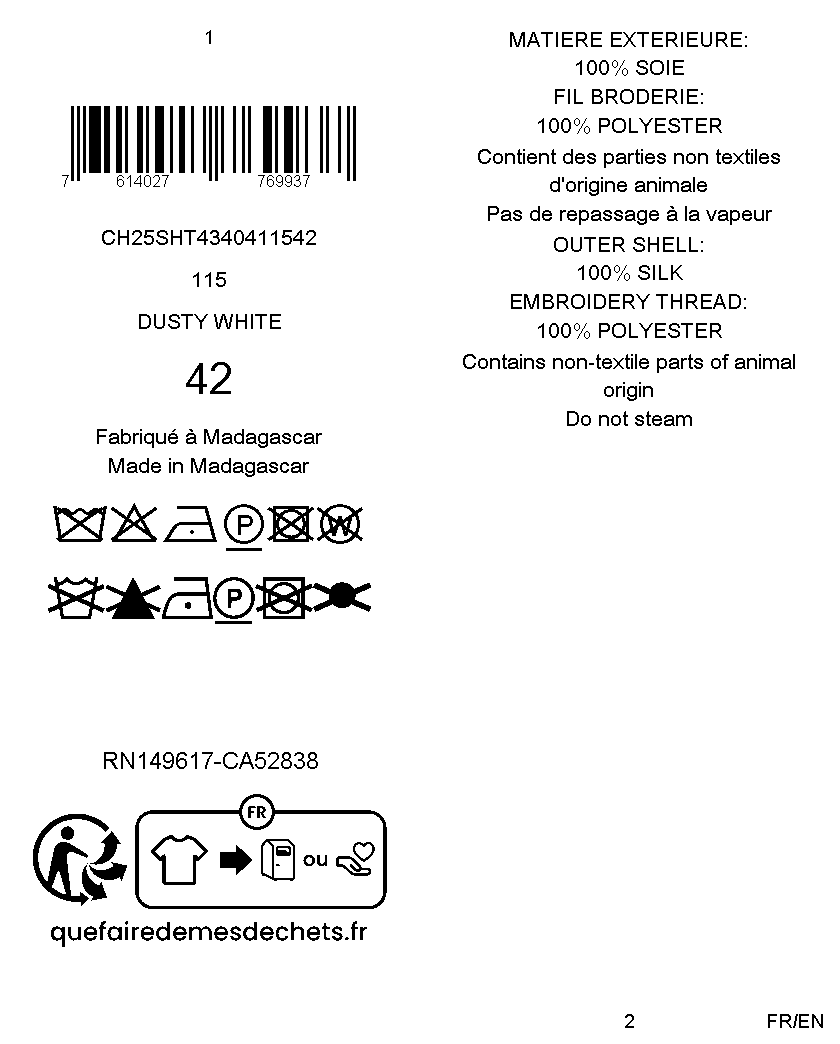 1
7 614027 769937
CH25SHT4340411542
115
DUSTY WHITE
42
Fabriqué à Madagascar
Made in Madagascar
P W
P
RN149617-CA52838
FR
ou
quefairedemesdechets.fr
MATIERE EXTERIEURE:
100% SOIE
FIL BRODERIE:
100% POLYESTER
Contient des parties non textiles
d'origine animale
Pas de repassage à la vapeur
OUTER SHELL:
100% SILK
EMBROIDERY THREAD:
100% POLYESTER
Contains non-textile parts of animal
origin
Do not steam
2
FR/EN